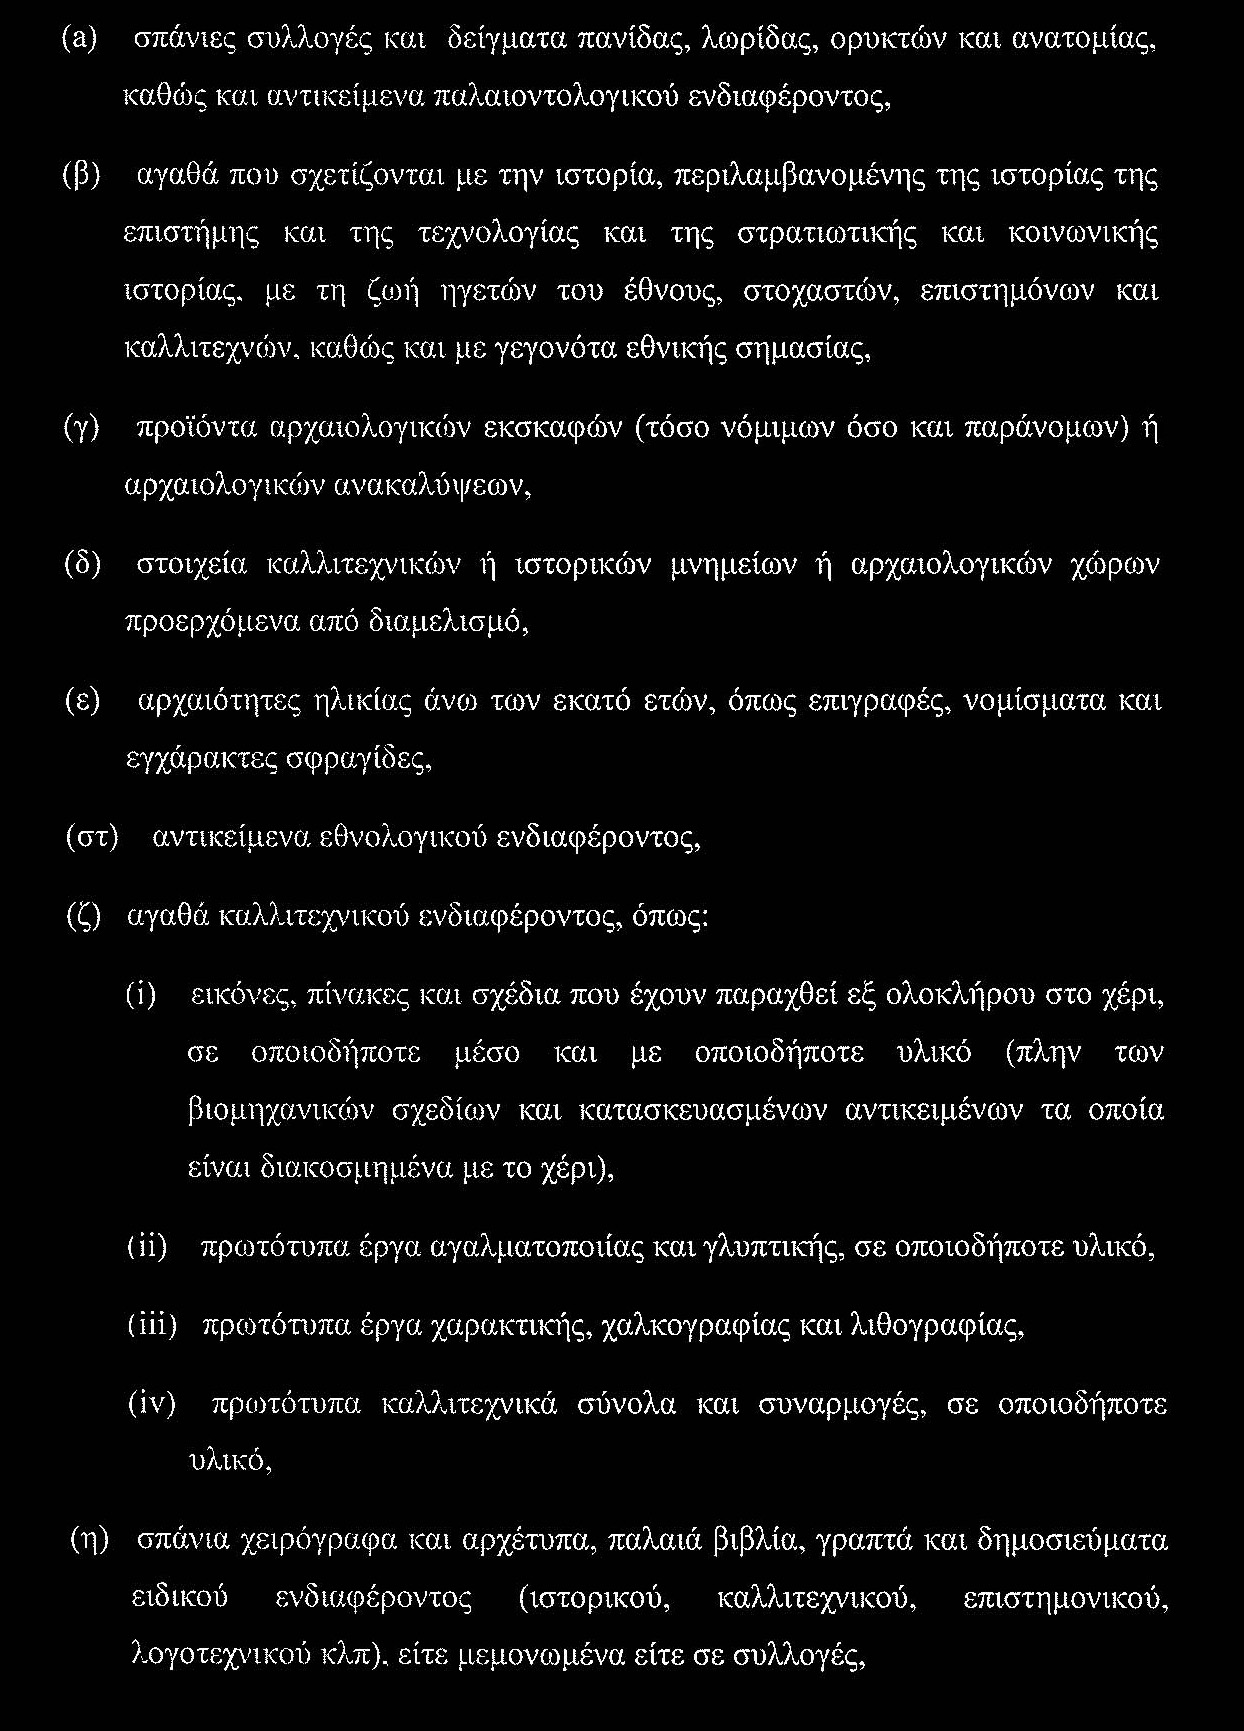 (α) σπάνιες συλλογές και δείγματα πανίδας, λωρίδας, ορυκτών και ανατομίας,
καθώς και αντικείμενα παλαιοντολογικού ενδιαφέροντος,
(β) αγαθά που σχετίζονται με την ιστορία, περιλαμβανομένης της ιστορίας της
επιστήμης και της τεχνολογίας και της στρατιωτικής και κοινωνικής
ιστορίας, με τη ζωή ηγετών του έθνους, στοχαστών, επιστημόνων και
καλλιτεχνών, καθώς και με γεγονότα εθνικής σημασίας,
(γ) προϊόντα αρχαιολογικών εκσκαφών (τόσο νόμιμων όσο και παράνομων) ή
αρχαιολογικών ανακαλύψεων,
(δ) στοιχεία καλλιτεχνικών ή ιστορικών μνημείων ή αρχαιολογικών χώρων
προερχόμενα από διαμελισμό,
(ε) αρχαιότητες ηλικίας άνω των εκατό ετών, όπως επιγραφές, νομίσματα και
εγχάρακτες σφραγίδες,
(στ) αντικείμενα εθνολογικού ενδιαφέροντος,
(ζ) αγαθά καλλιτεχνικού ενδιαφέροντος, όπως:
(i) εικόνες, πίνακες και σχέδια που έχουν παραχθεί εξ ολοκλήρου στο χέρι,
σε οποιοδήποτε μέσο και με οποιοδήποτε υλικό (πλην των
βιομηχανικών σχεδίων και κατασκευασμένων αντικειμένων τα οποία
είναι διακοσμημένα με το χέρι),
(ii) πρωτότυπα έργα αγαλματοποιίας και γλυπτικής, σε οποιοδήποτε υλικό,
(iii) πρωτότυπα έργα χαρακτικής, χαλκογραφίας και λιθογραφίας,
(iv) πρωτότυπα καλλιτεχνικά σύνολα και συναρμογές, σε οποιοδήποτε
υλικό,
(η) σπάνια χειρόγραφα και αρχέτυπα, παλαιά βιβλία, γραπτά και δημοσιεύματα
ειδικού ενδιαφέροντος (ιστορικού, καλλιτεχνικού, επιστημονικού,
λογοτεχνικού κλπ), είτε μεμονωμένα είτε σε συλλογές,